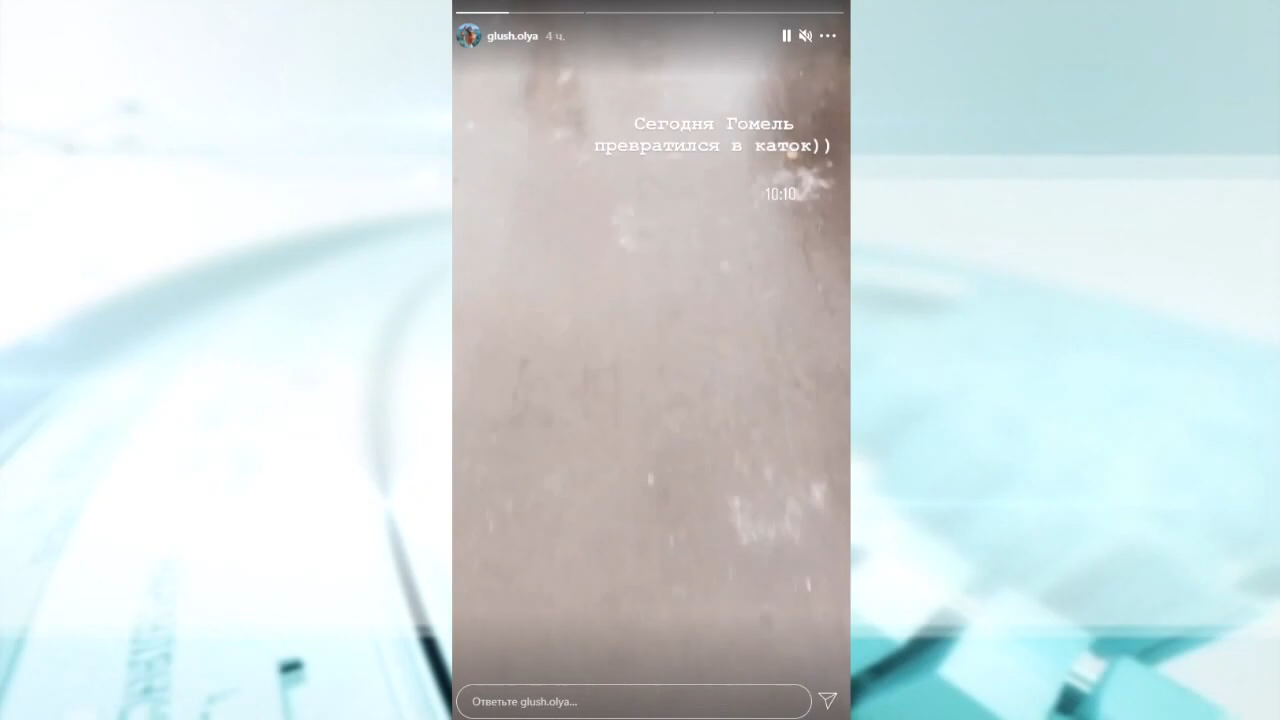 glush.olya 4 ч.
Сегодня Гомель
превратился в каток))
10:10
Ответьте glush.olya...